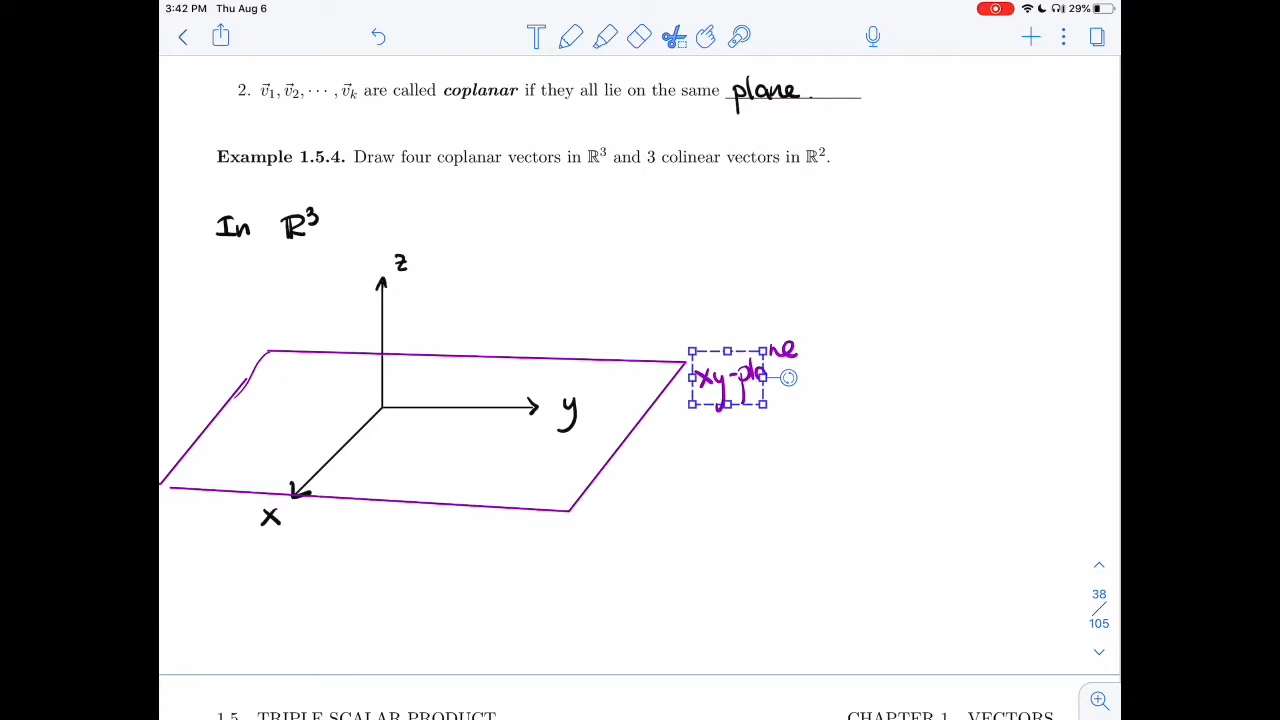 3:42 PM Thu Aug 6
29%
2. v⃗₁, v⃗₂, ⋯ , v⃗ₖ are called coplanar if they all lie on the same plane.
Example 1.5.4. Draw four coplanar vectors in ℝ³ and 3 colinear vectors in ℝ².
In ℝ³
z
xy-plane
y
x
38
105
1.5. TRIPLE SCALAR PRODUCT
CHAPTER 1. VECTORS